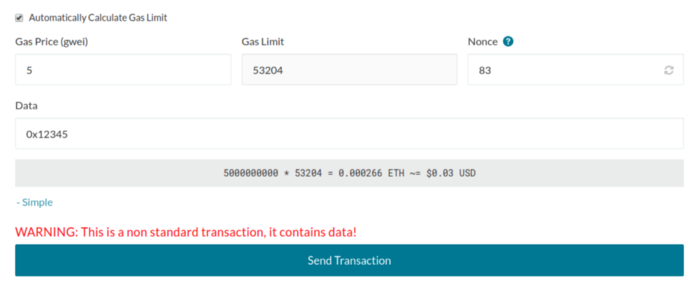 Automatically Calculate Gas Limit
Gas Price (gwei) Gas Limit Nonce ?
5 53204 83
Data
0x12345
5000000000 * 53204 = 0.000266 ETH ~= $0.03 USD
- Simple
WARNING: This is a non standard transaction, it contains data!
Send Transaction